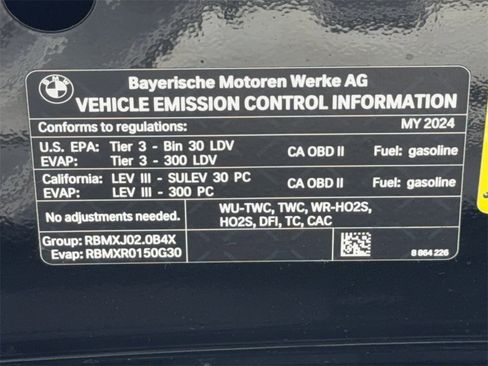 BMW
Bayerische Motoren Werke AG
VEHICLE EMISSION CONTROL INFORMATION
Conforms to regulations: MY 2024
U.S. EPA: Tier 3 - Bin 30 LDV CA OBD II Fuel: gasoline
EVAP: Tier 3 - 300 LDV
California: LEV III - SULEV 30 PC CA OBD II Fuel: gasoline
EVAP: LEV III - 300 PC
No adjustments needed. WU-TWC, TWC, WR-HO2S,
HO2S, DFI, TC, CAC
Group: RBMXJ02.0B4X
Evap: RBMXR0150G30
8 864 226